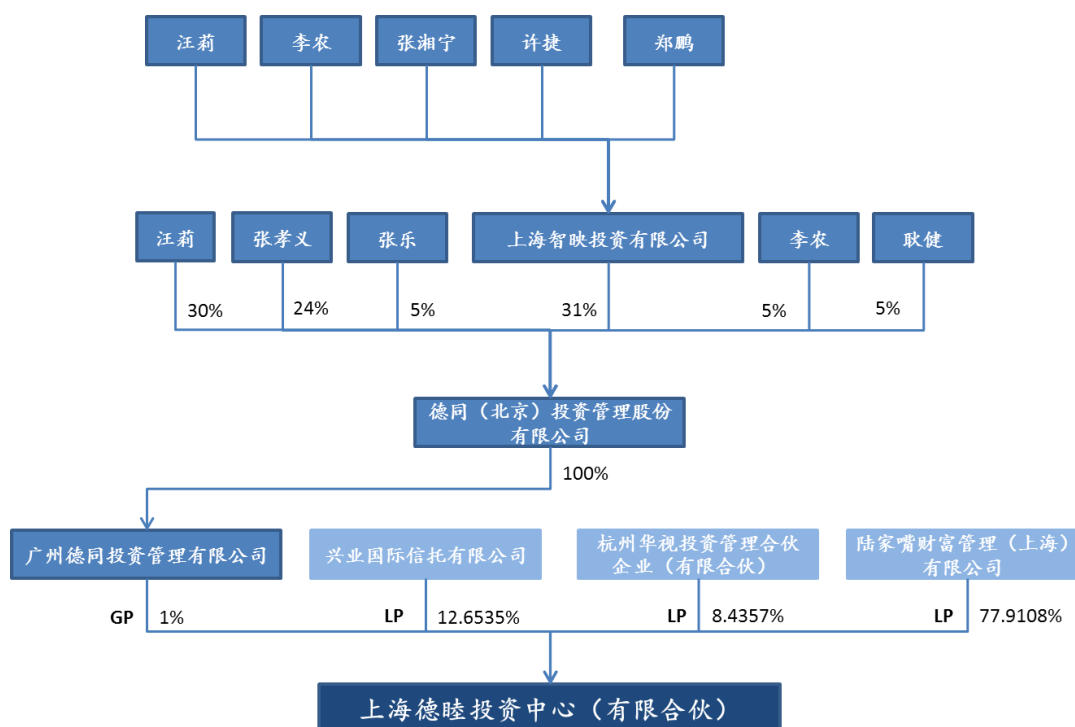 汪莉
李农
张湘宁
许捷
郑鹏
汪莉
张孝义
张乐
上海智映投资有限公司
李农
耿健
30%
24%
5%
31%
5%
5%
德同（北京）投资管理股份
有限公司
100%
广州德同投资管理有限公司
兴业国际信托有限公司
杭州华视投资管理合伙
企业（有限合伙）
陆家嘴财富管理（上海）
有限公司
GP
1%
LP
12.6535%
LP
8.4357%
LP
77.9108%
上海德睦投资中心（有限合伙）